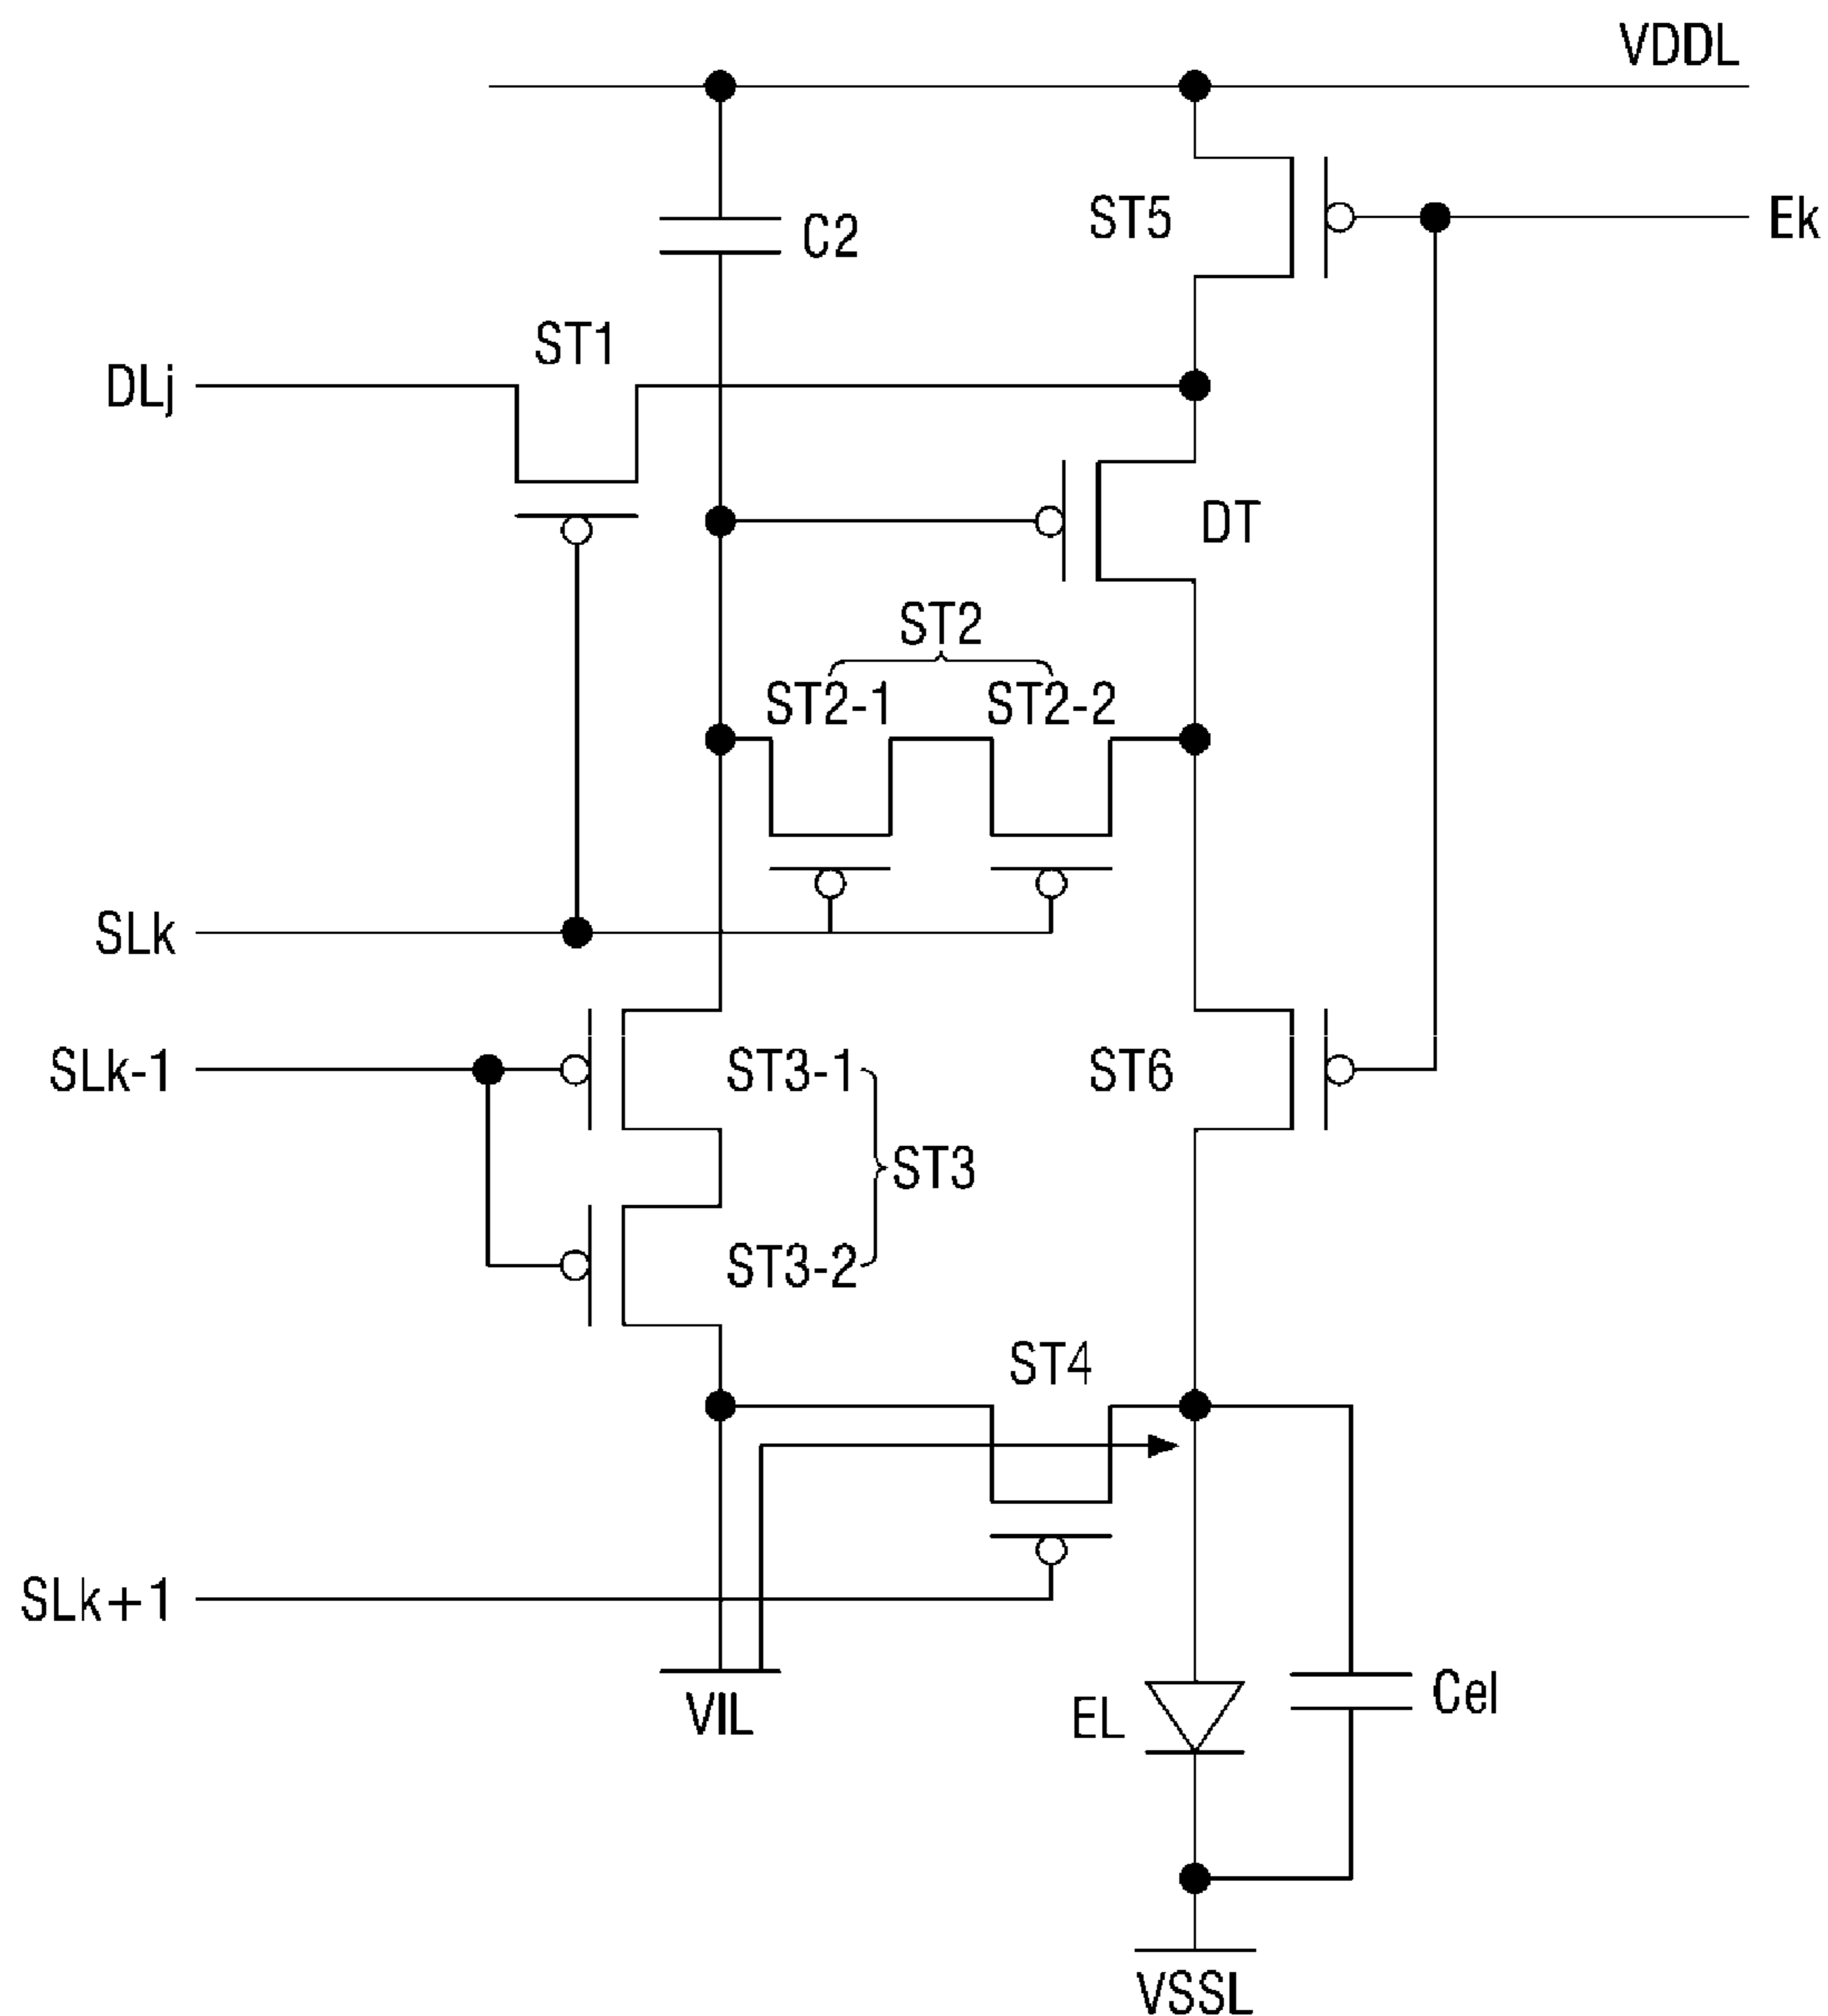 VDDL
ST5
Ek
C2
ST1
DLj
DT
ST2
ST2-1
ST2-2
SLk
SLk-1
ST3-1
ST6
ST3
ST3-2
ST4
SLk+1
VIL
EL
Cel
VSSL